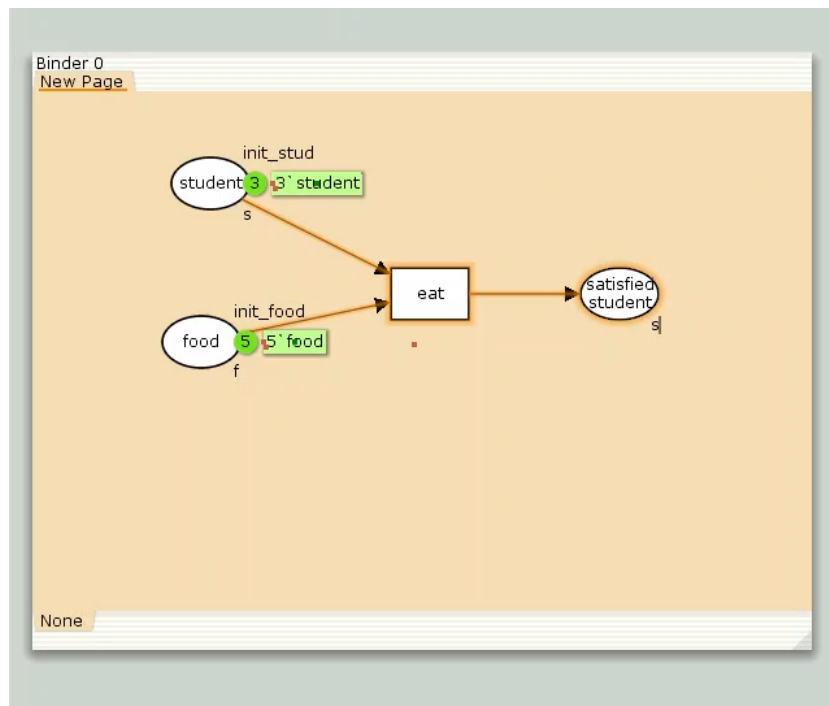 Binder 0
New Page
init_stud
student 3 3`student
s
eat
satisfied
student
s
init_food
food 5 5`food
f
None